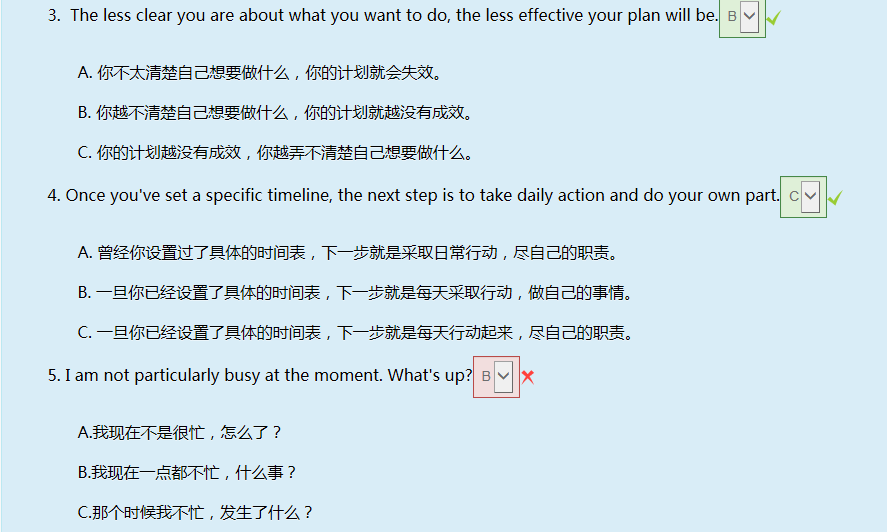 3. The less clear you are about what you want to do, the less effective your plan will be. B
A. 你不太清楚自己想要做什么，你的计划就会失效。
B. 你越不清楚自己想要做什么，你的计划就越没有成效。
C. 你的计划越没有成效，你越弄不清楚自己想要做什么。
4. Once you've set a specific timeline, the next step is to take daily action and do your own part. C
A. 曾经你设置过了具体的时间表，下一步就是采取日常行动，尽自己的职责。
B. 一旦你已经设置了具体的时间表，下一步就是每天采取行动，做自己的事情。
C. 一旦你已经设置了具体的时间表，下一步就是每天行动起来，尽自己的职责。
5. I am not particularly busy at the moment. What's up? B
A.我现在不是很忙，怎么了？
B.我现在一点都不忙，什么事？
C.那个时候我不忙，发生了什么？